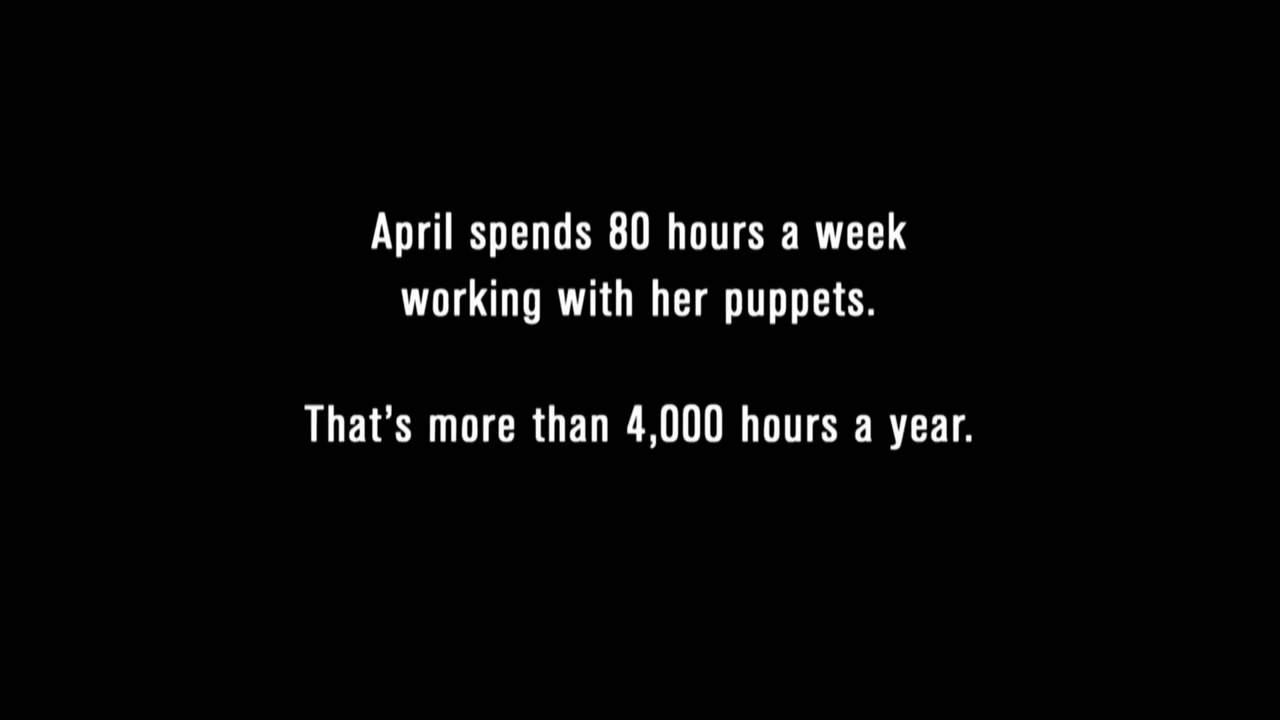 April spends 80 hours a week
working with her puppets.
That’s more than 4,000 hours a year.